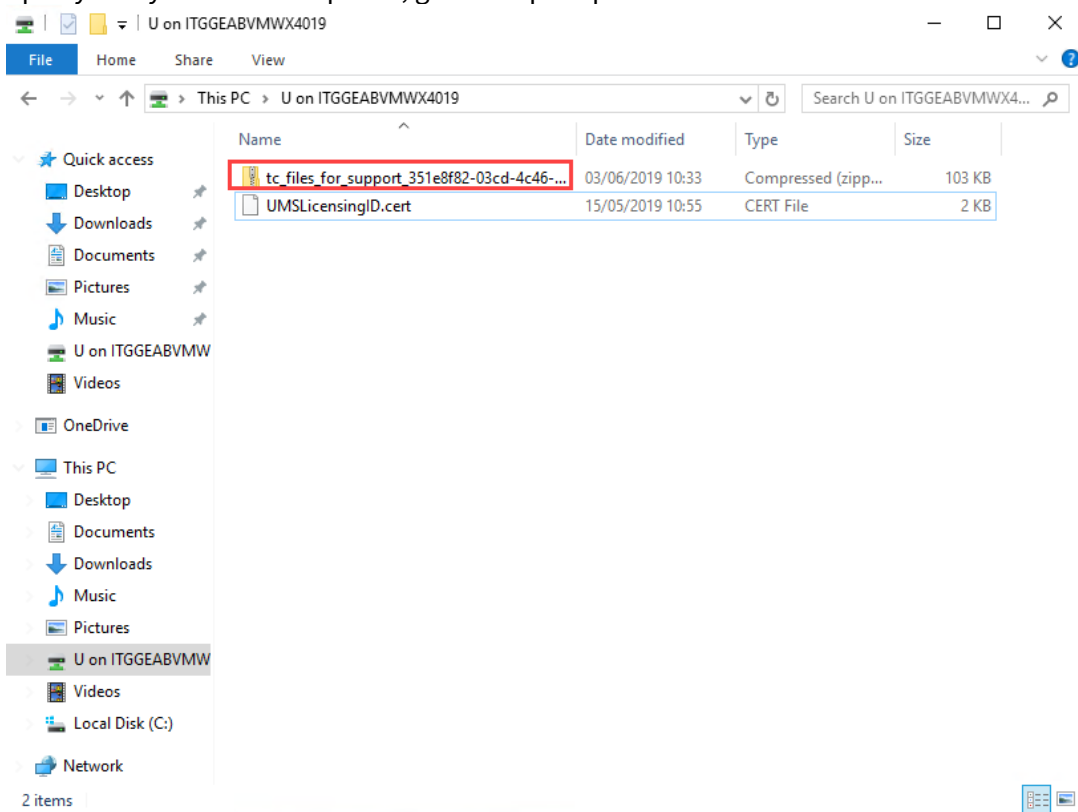 U on ITGGEABVMWX4019
File Home Share View
This PC > U on ITGGEABVMWX4019 Search U on ITGGEABVMWX4...
Name Date modified Type Size
Quick access
tc_files_for_support_351e8f82-03cd-4c46-... 03/06/2019 10:33 Compressed (zipp... 103 KB
Desktop
UMSLicensingID.cert 15/05/2019 10:55 CERT File 2 KB
Downloads
Documents
Pictures
Music
U on ITGGEABVMW
Videos
OneDrive
This PC
Desktop
Documents
Downloads
Music
Pictures
U on ITGGEABVMW
Videos
Local Disk (C:)
Network
2 items